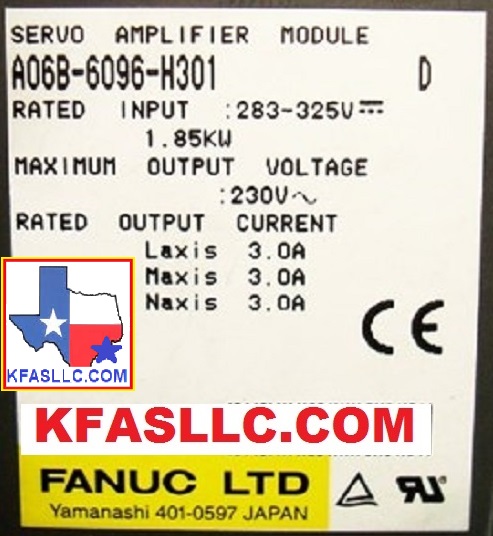 SERVO AMPLIFIER MODULE
A06B-6096-H301 D
RATED INPUT :283-325V⎓
1.85KW
MAXIMUM OUTPUT VOLTAGE
:230V~
RATED OUTPUT CURRENT
Laxis 3.0A
Maxis 3.0A
Naxis 3.0A
CE
KFASLLC.COM
KFASLLC.COM
FANUC LTD
Yamanashi 401-0597 JAPAN